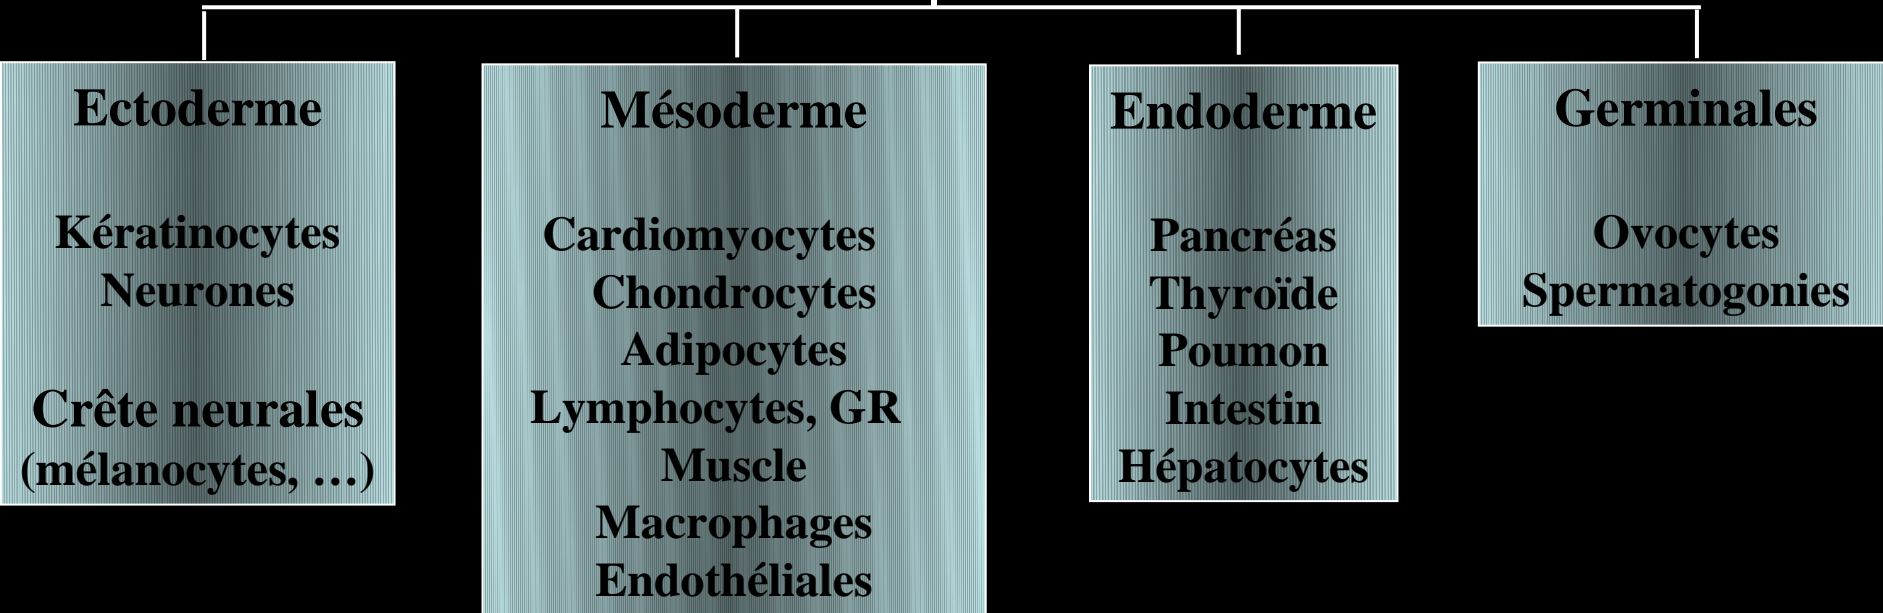 Ectoderme
Kératinocytes
Neurones
Crête neurales
(mélanocytes, …)
Mésoderme
Cardiomyocytes
Chondrocytes
Adipocytes
Lymphocytes, GR
Muscle
Macrophages
Endothéliales
Endoderme
Pancréas
Thyroïde
Poumon
Intestin
Hépatocytes
Germinales
Ovocytes
Spermatogonies